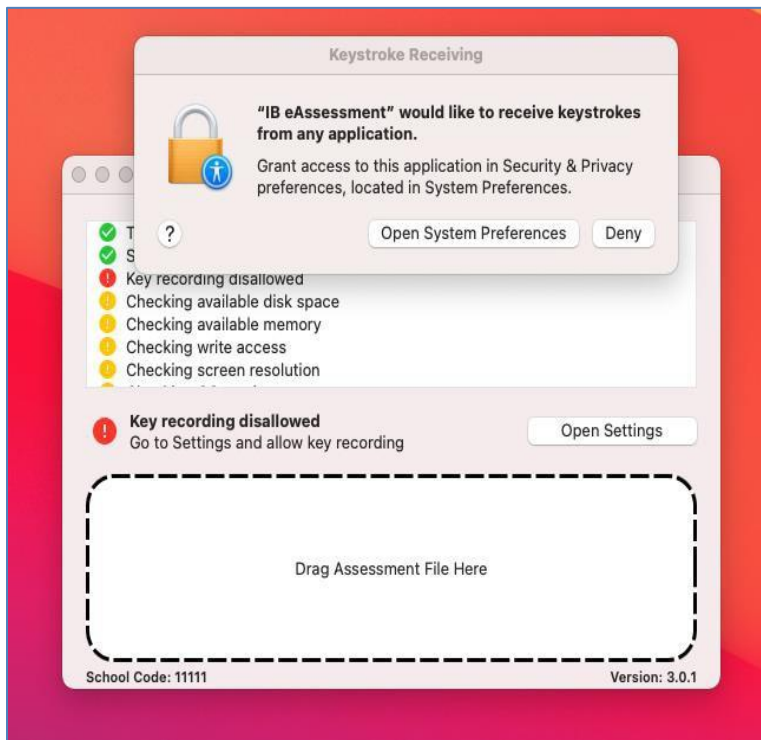 Keystroke Receiving
“IB eAssessment” would like to receive keystrokes
from any application.
Grant access to this application in Security & Privacy
preferences, located in System Preferences.
?
Open System Preferences
Deny
T
S
Key recording disallowed
Checking available disk space
Checking available memory
Checking write access
Checking screen resolution
Key recording disallowed
Go to Settings and allow key recording
Open Settings
Drag Assessment File Here
School Code: 11111
Version: 3.0.1